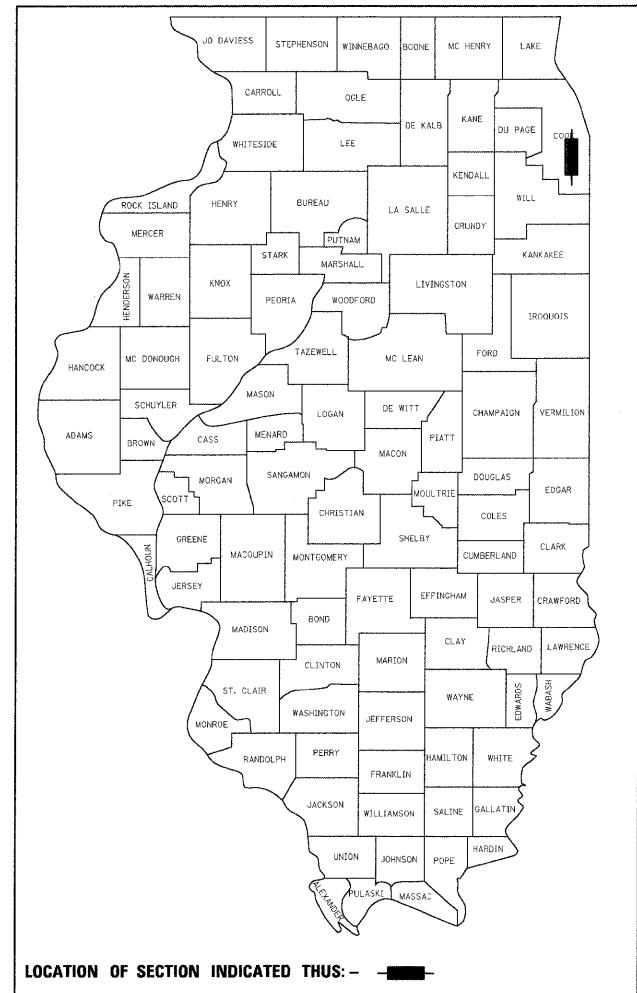 JO DAVIESS STEPHENSON WINNEBAGO BOONE MC HENRY LAKE
CARROLL OGLE DE KALB KANE DU PAGE COOK
WHITESIDE LEE KENDALL WILL
ROCK ISLAND HENRY BUREAU LA SALLE GRUNDY
MERCER PUTNAM KANKAKEE
STARK MARSHALL
HENDERSON WARREN KNOX PEORIA WOODFORD LIVINGSTON IROQUOIS
HANCOCK MC DONOUGH FULTON TAZEWELL MC LEAN FORD
SCHUYLER MASON LOGAN DE WITT CHAMPAIGN VERMILION
ADAMS BROWN CASS MENARD MACON PIATT
PIKE SCOTT MORGAN SANGAMON CHRISTIAN MOULTRIE DOUGLAS EDGAR
COLES
CALHOUN GREENE MACOUPIN MONTGOMERY SHELBY CUMBERLAND CLARK
JERSEY FAYETTE EFFINGHAM JASPER CRAWFORD
MADISON BOND CLAY RICHLAND LAWRENCE
CLINTON MARION
ST. CLAIR WAYNE EDWARDS WABASH
MONROE WASHINGTON JEFFERSON
RANDOLPH PERRY HAMILTON WHITE
FRANKLIN
JACKSON WILLIAMSON SALINE GALLATIN
UNION JOHNSON POPE HARDIN
ALEXANDER PULASKI MASSAC
LOCATION OF SECTION INDICATED THUS: –